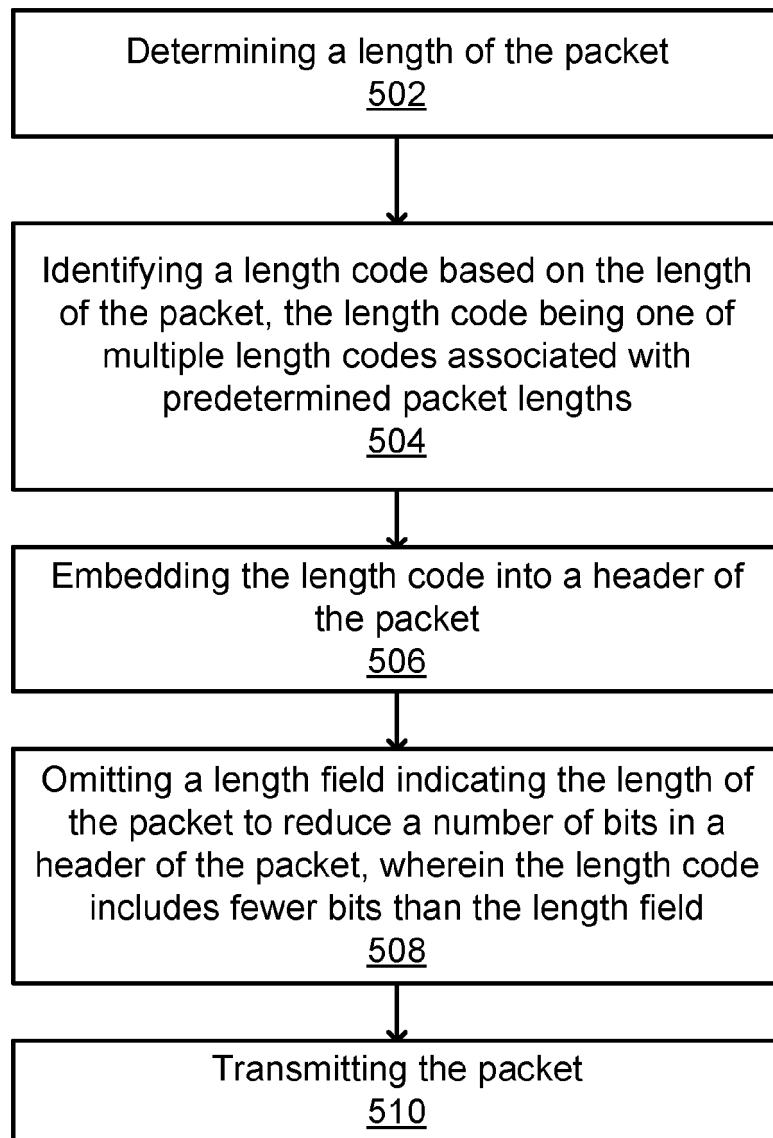 Determining a length of the packet
502
Identifying a length code based on the length
of the packet, the length code being one of
multiple length codes associated with
predetermined packet lengths
504
Embedding the length code into a header of
the packet
506
Omitting a length field indicating the length of
the packet to reduce a number of bits in a
header of the packet, wherein the length code
includes fewer bits than the length field
508
Transmitting the packet
510